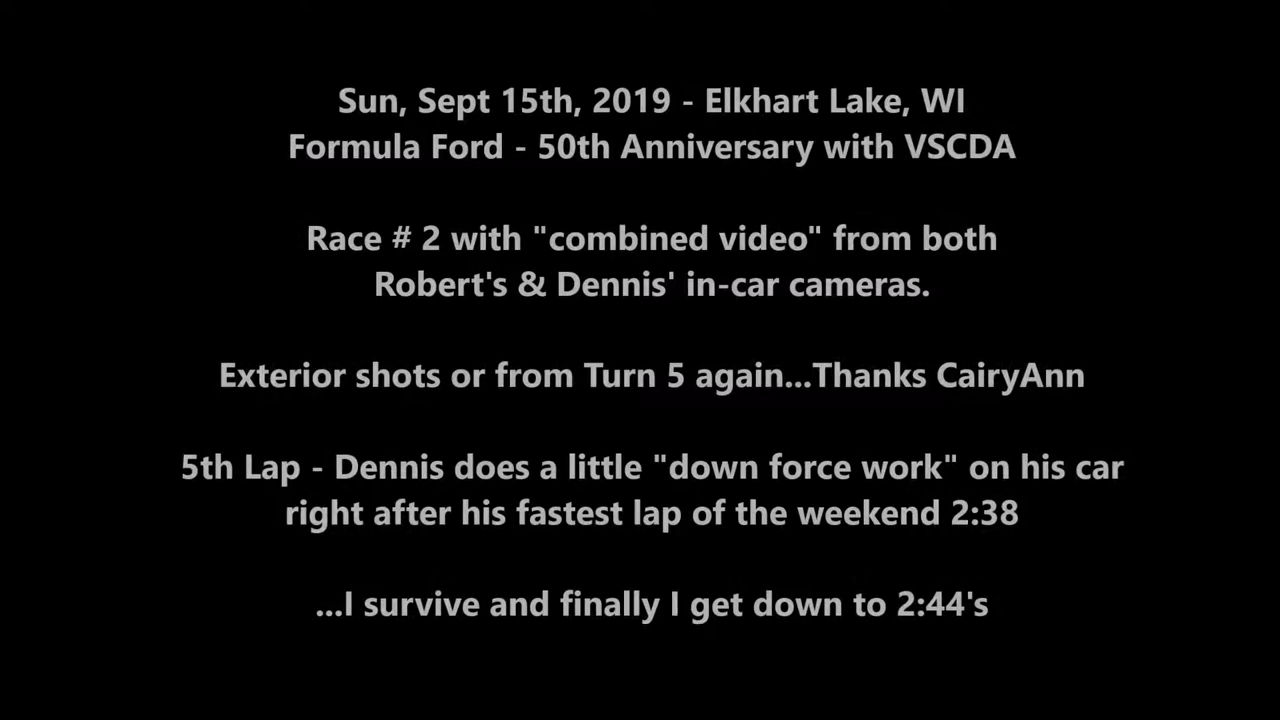 Sun, Sept 15th, 2019 - Elkhart Lake, WI
Formula Ford - 50th Anniversary with VSCDA
Race # 2 with "combined video" from both
Robert's & Dennis' in-car cameras.
Exterior shots or from Turn 5 again...Thanks CairyAnn
5th Lap - Dennis does a little "down force work" on his car
right after his fastest lap of the weekend 2:38
...I survive and finally I get down to 2:44's